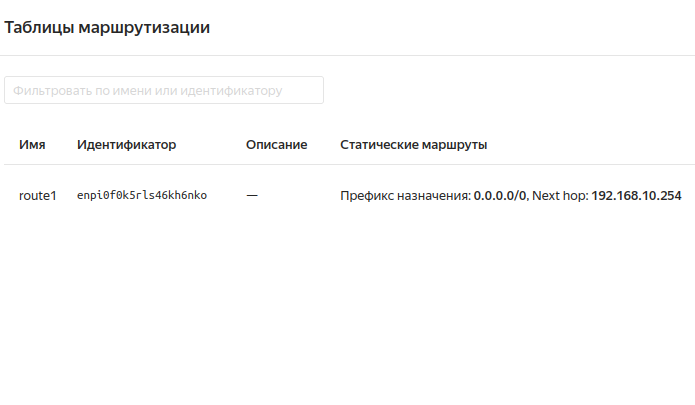 Таблицы маршрутизации
Фильтровать по имени или идентификатору
Имя Идентификатор Описание Статические маршруты
route1 enpi0f0k5rls46kh6nko — Префикс назначения: 0.0.0.0/0, Next hop: 192.168.10.254